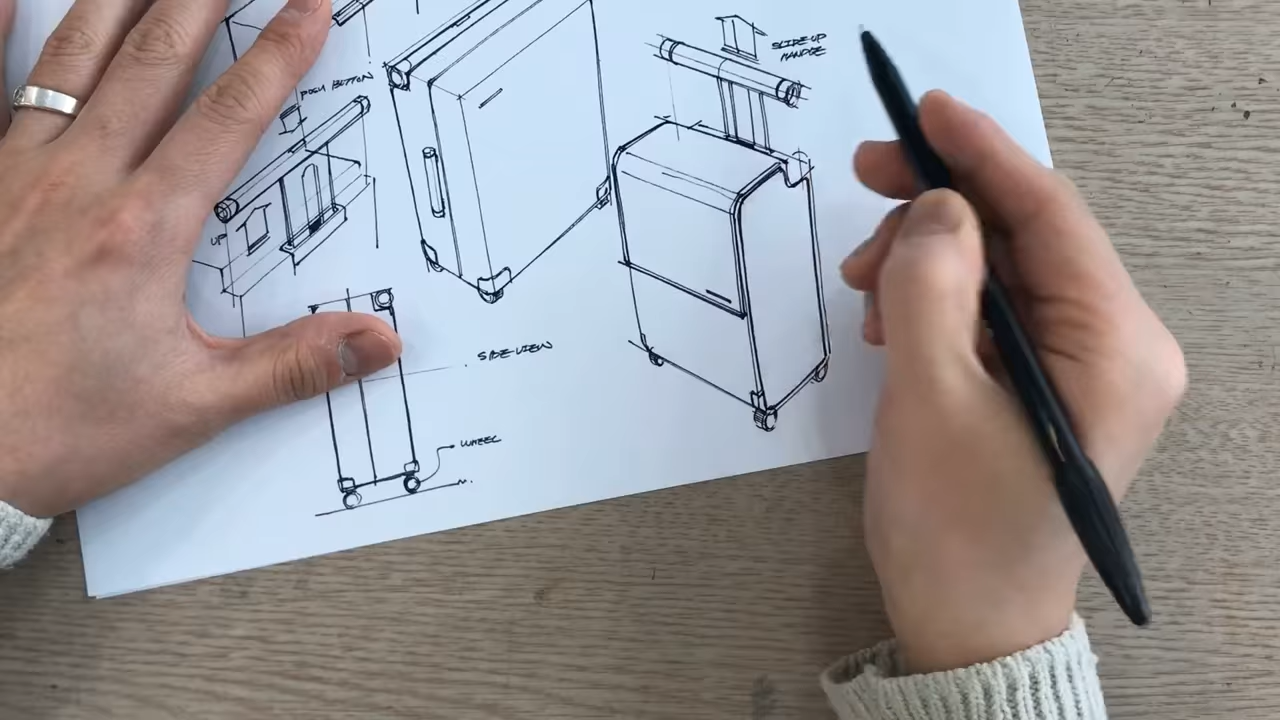 PUSH BUTTON
SLIDE-UP
HANDLE
UP
SIDE-VIEW
WHEEL